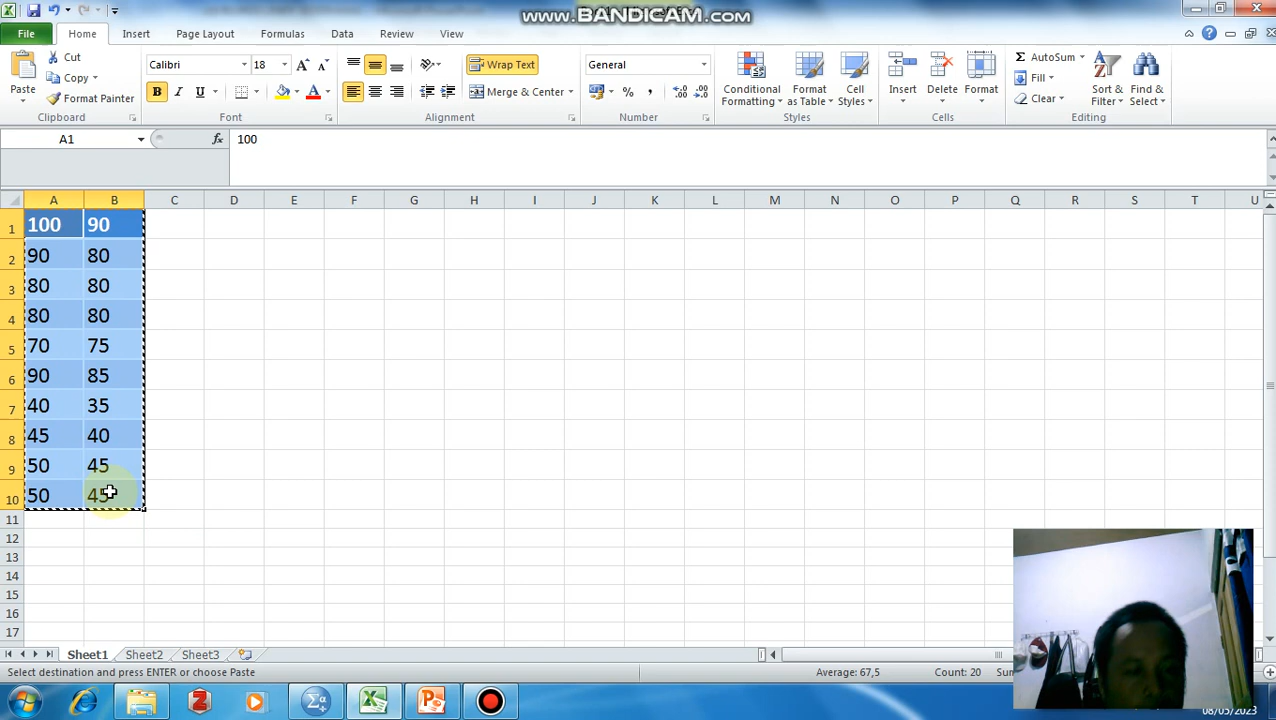 www.BANDICAM.com
File Home Insert Page Layout Formulas Data Review View
Cut
Copy
Format Painter
Paste
Clipboard
Calibri 18
B I U
Font
Wrap Text
Merge & Center
Alignment
General
% ,
Number
Conditional Formatting
Format as Table
Cell Styles
Styles
Insert Delete Format
Cells
AutoSum
Fill
Clear
Sort & Filter
Find & Select
Editing
A1 fx 100
A B C D E F G H I J K L M N O P Q R S T U
1 100 90
2 90 80
3 80 80
4 80 80
5 70 75
6 90 85
7 40 35
8 45 40
9 50 45
10 50 45
11
12
13
14
15
16
17
Sheet1 Sheet2 Sheet3
Select destination and press ENTER or choose Paste Average: 67,5 Count: 20
08/05/2023